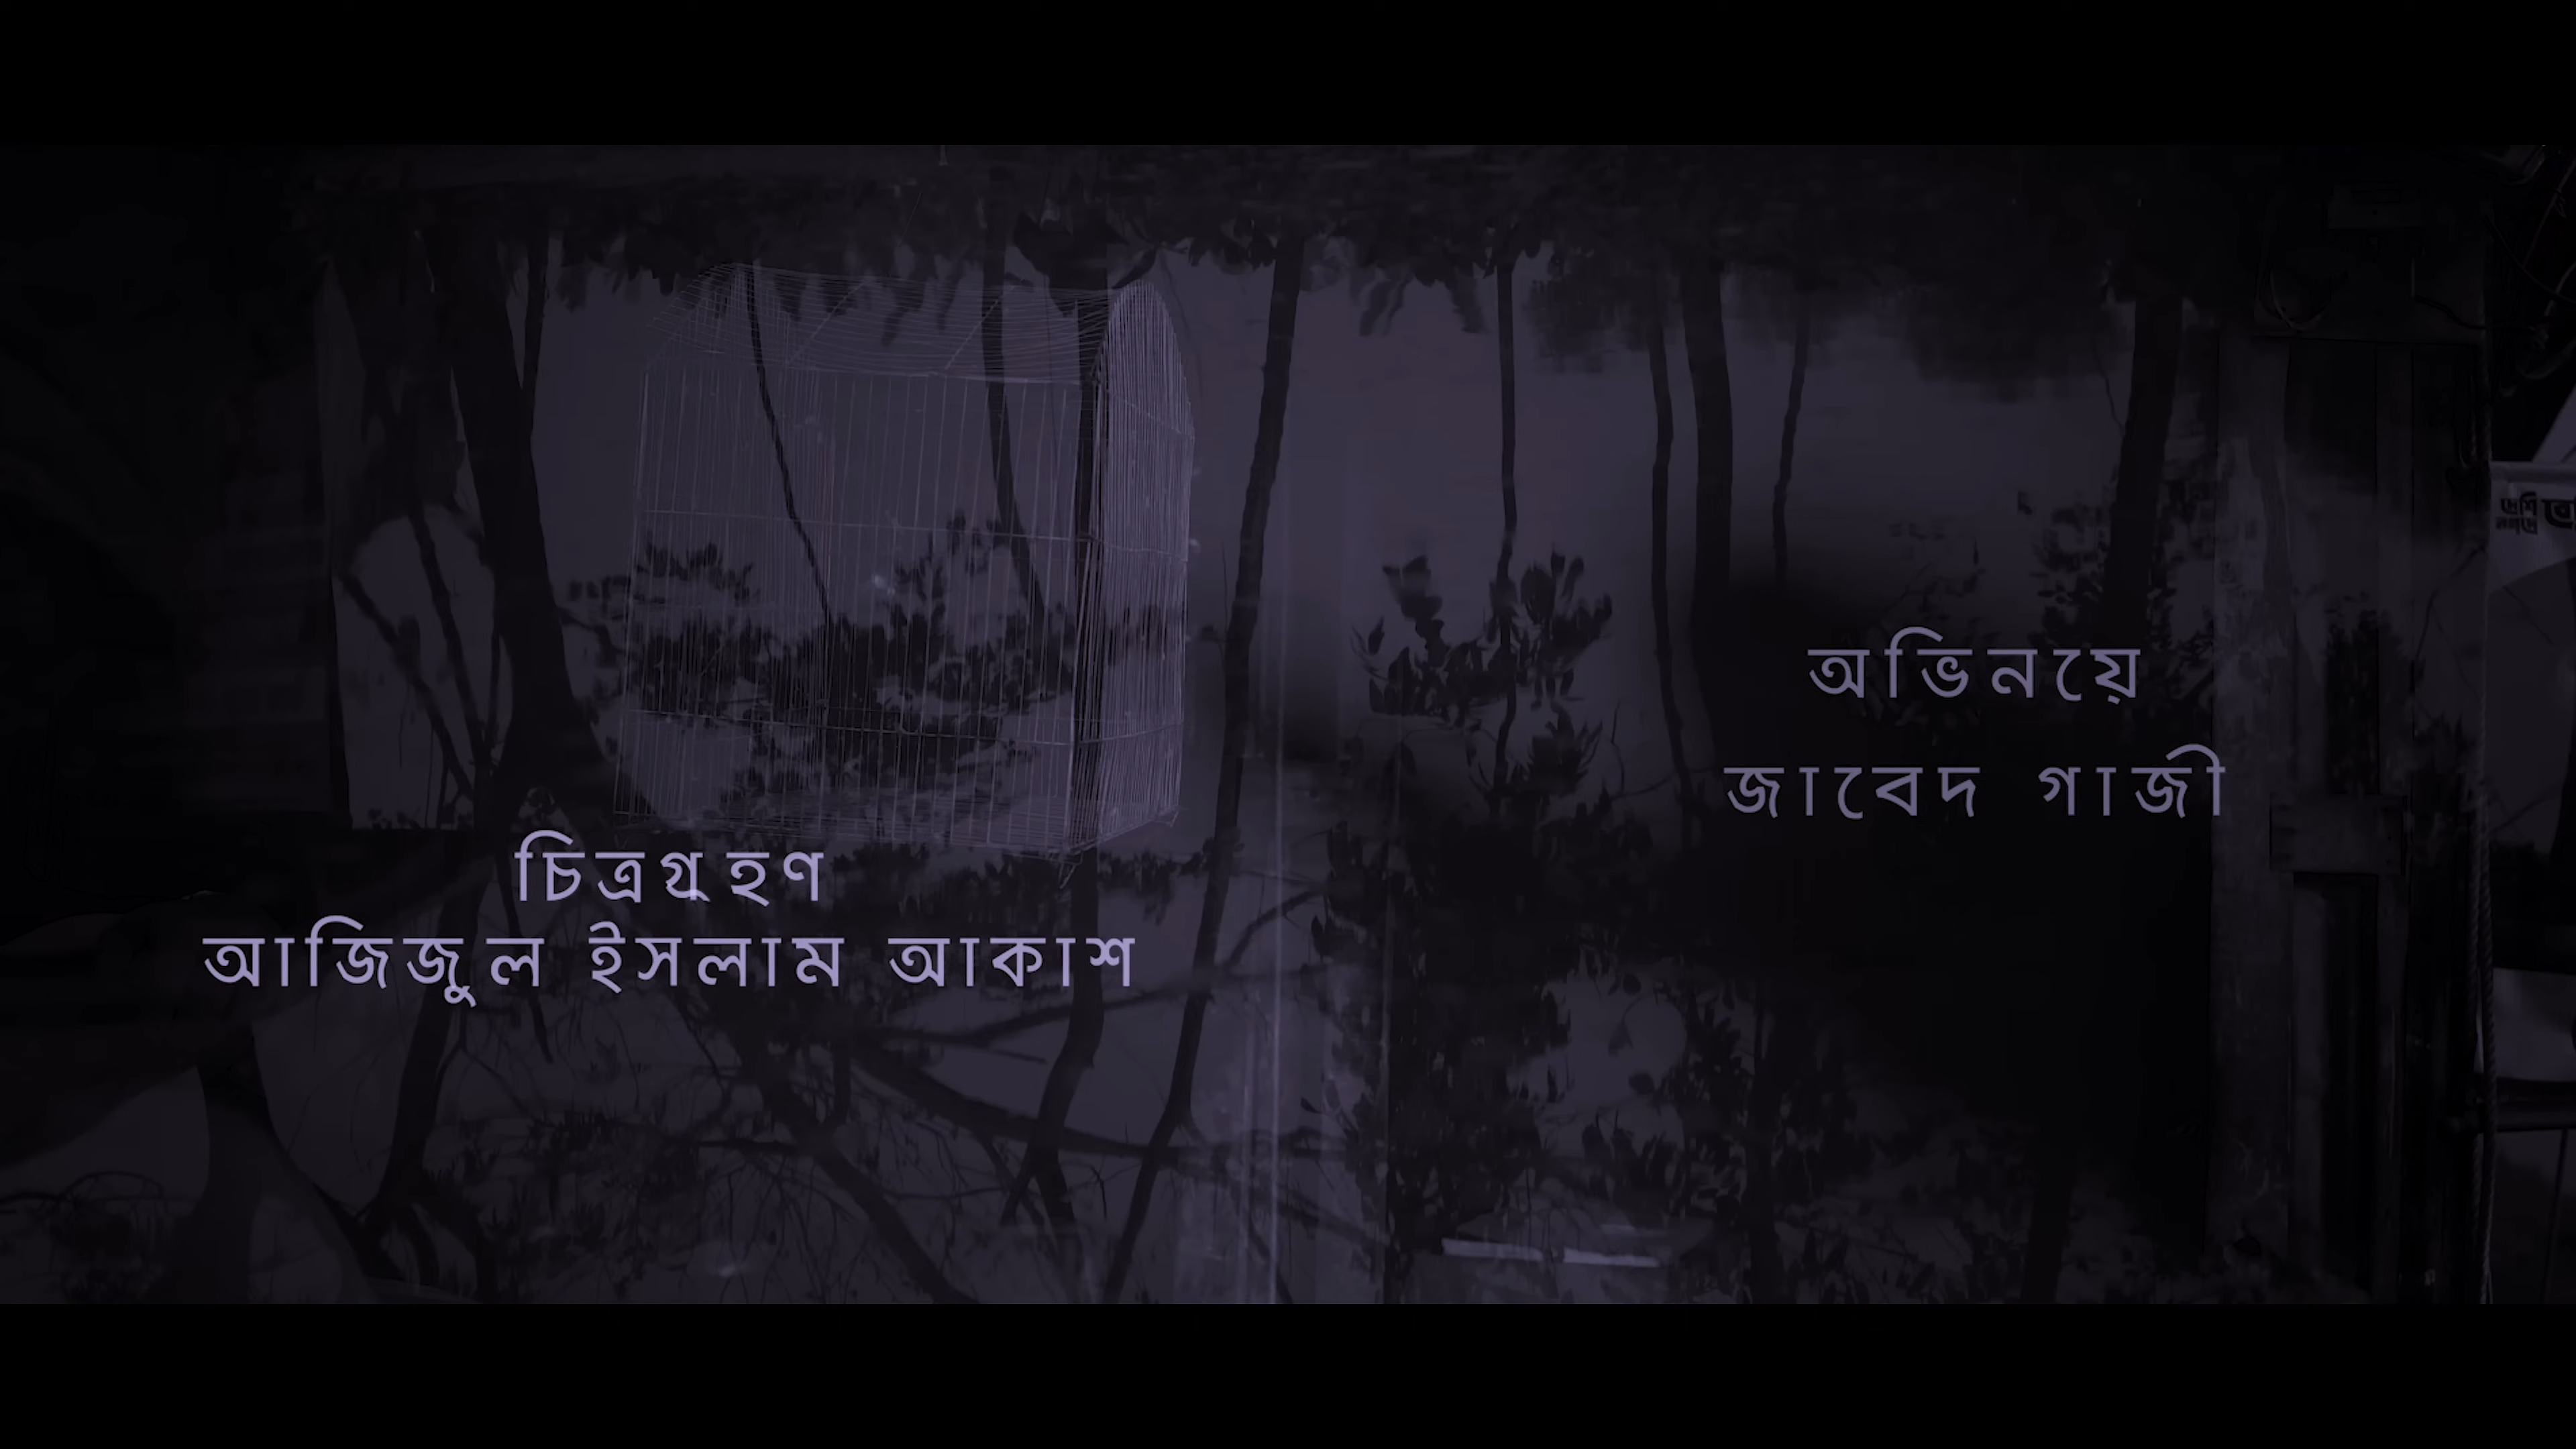 অভিনয়ে
জাবেদ গাজী
চিত্রগ্রহণ
আজিজুল ইসলাম আকাশ